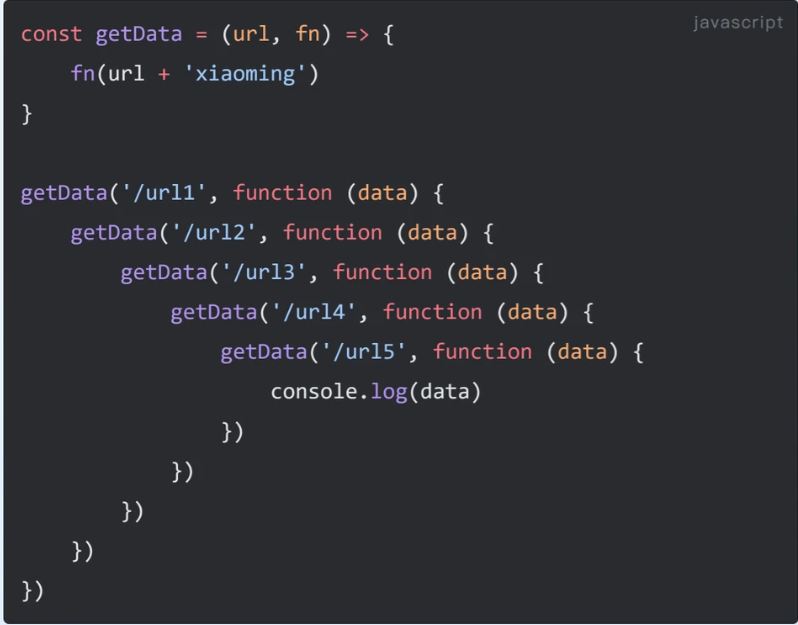 javascript
const getData = (url, fn) => {
    fn(url + 'xiaoming')
}

getData('/url1', function (data) {
    getData('/url2', function (data) {
        getData('/url3', function (data) {
            getData('/url4', function (data) {
                getData('/url5', function (data) {
                    console.log(data)
                })
            })
        })
    })
})